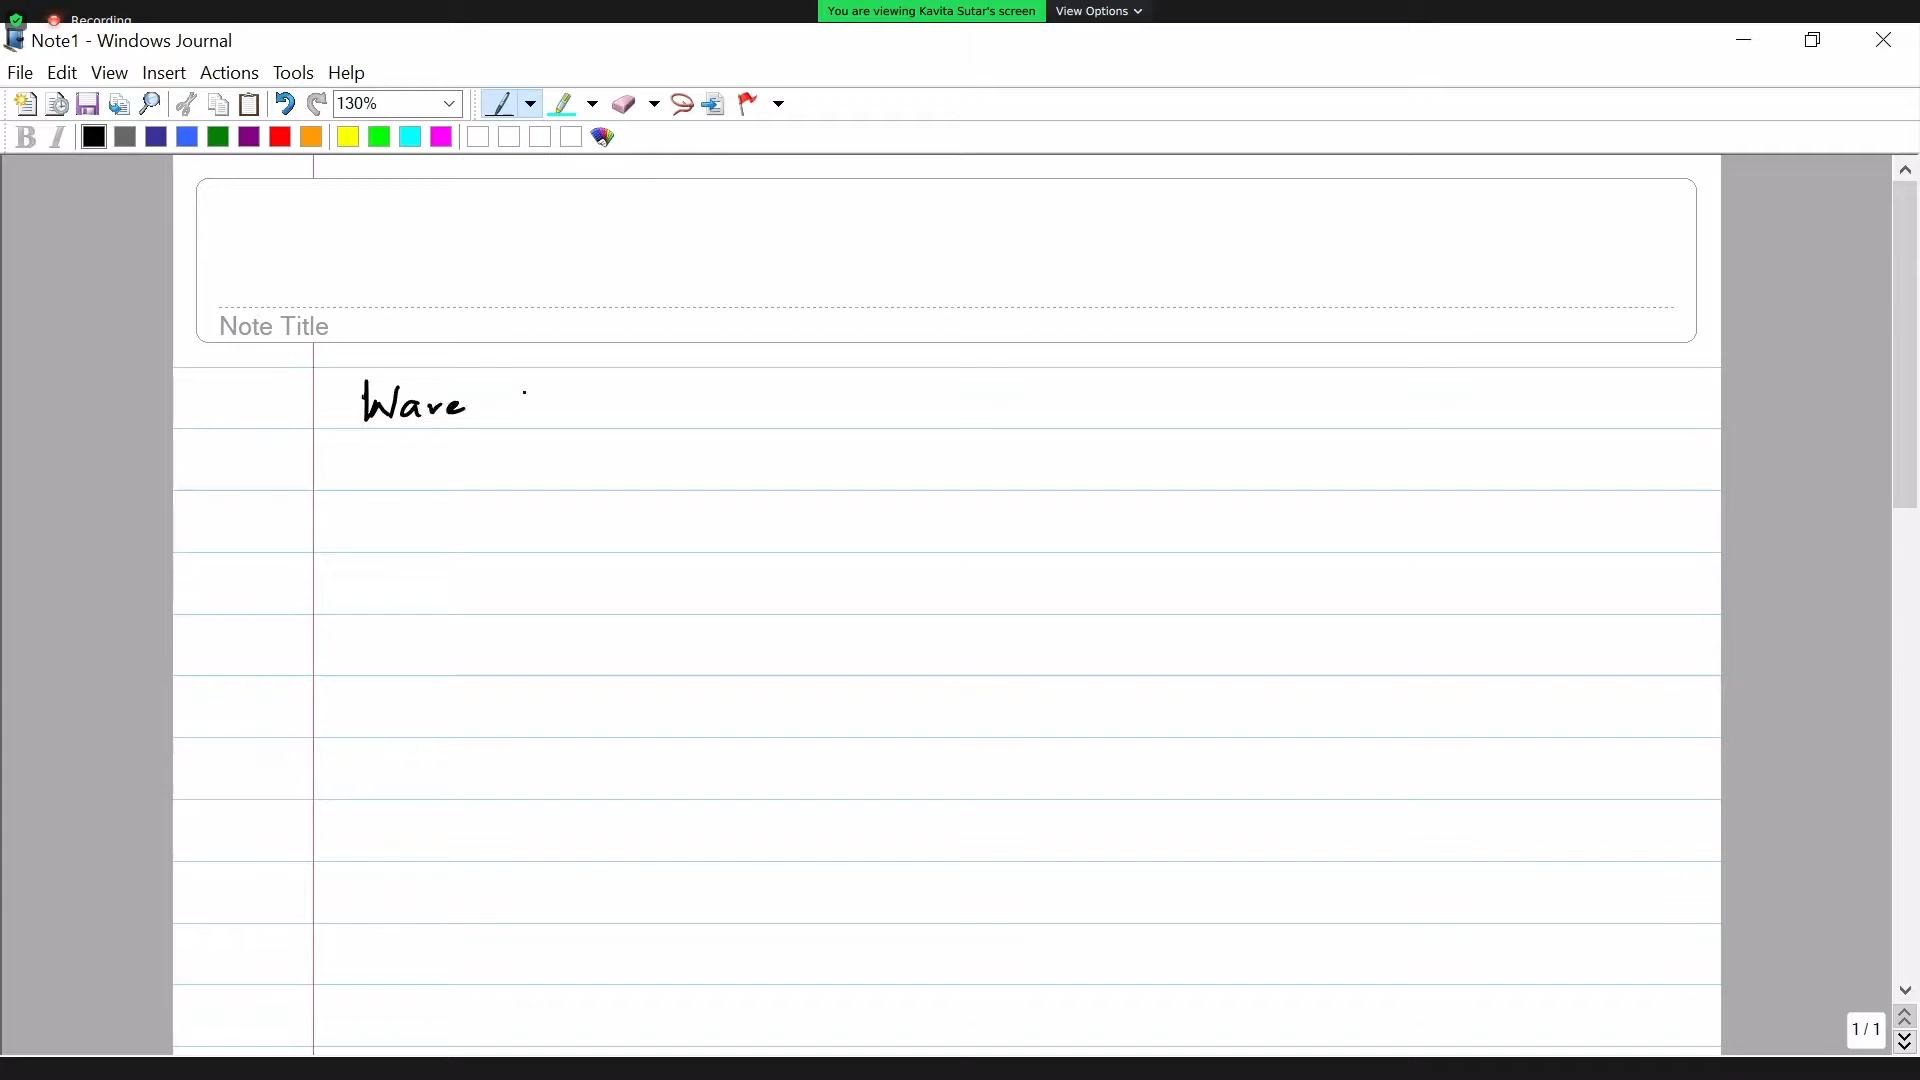 Recording
You are viewing Kavita Sutar's screen
View Options
Note1 - Windows Journal
File Edit View Insert Actions Tools Help
130%
B I
Note Title
Wave
1 / 1